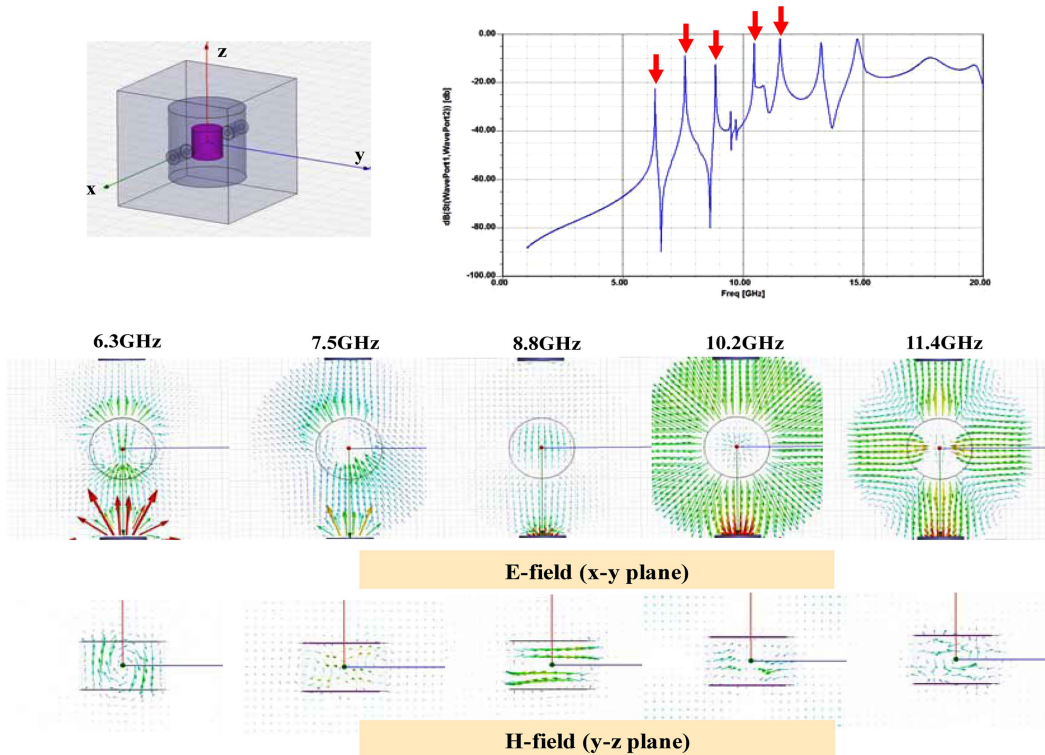 z
y
x
0.00
-20.00
-40.00
-60.00
-80.00
-100.00
dB(St(WavePort1,WavePort2)) [db]
0.00
5.00
10.00
15.00
20.00
Freq [GHz]
6.3GHz
7.5GHz
8.8GHz
10.2GHz
11.4GHz
E-field (x-y plane)
H-field (y-z plane)